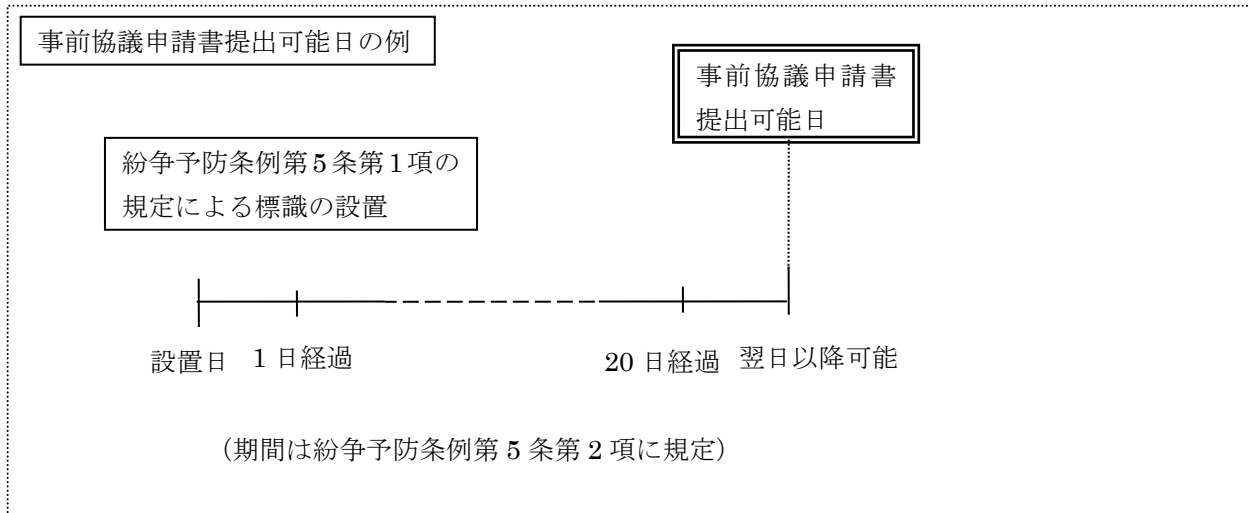 事前協議申請書提出可能日の例
事前協議申請書
提出可能日
紛争予防条例第5条第1項の
規定による標識の設置
設置日 1日経過 20日経過 翌日以降可能
(期間は紛争予防条例第5条第2項に規定)